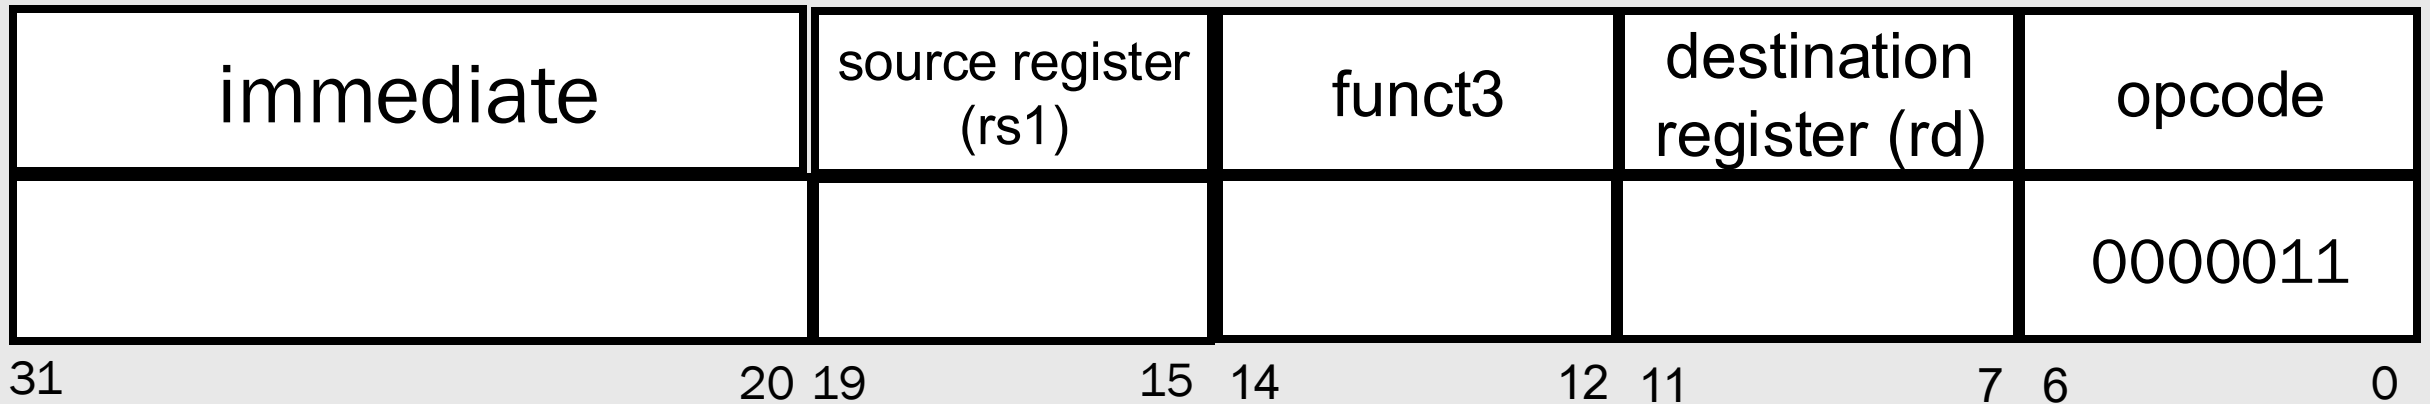 immediate
source register
(rs1)
funct3
destination
register (rd)
opcode
0000011
31
20
19
15
14
12
11
7
6
0